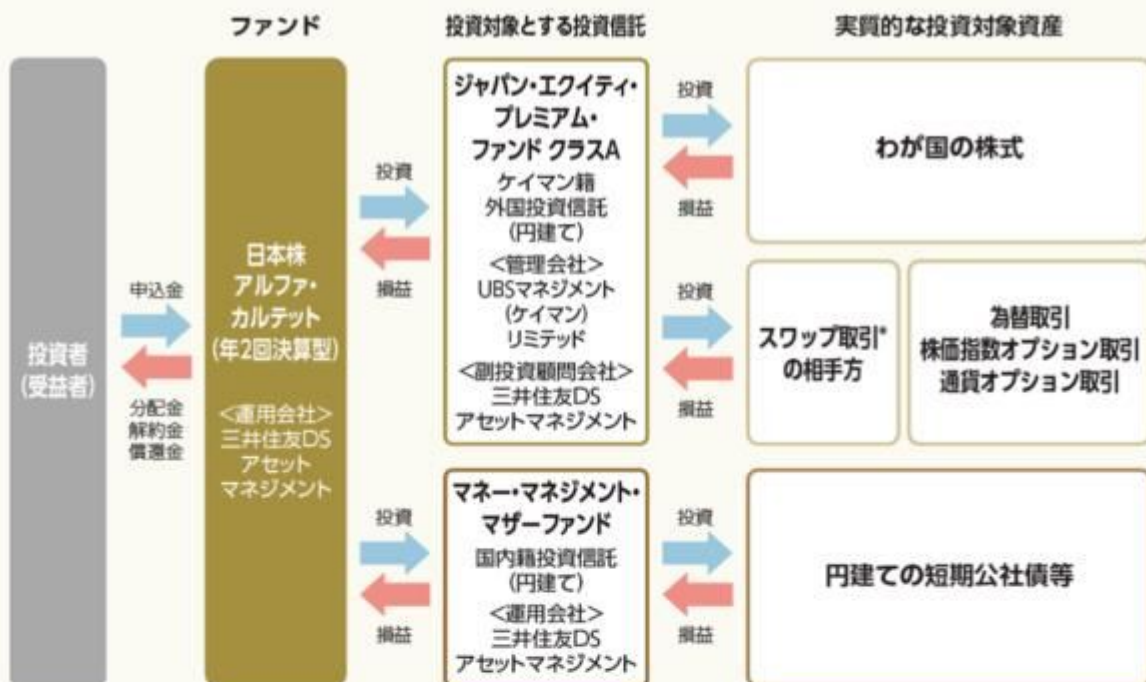 ファンド
投資対象とする投資信託
実質的な投資対象資産
投資者
(受益者)
申込金
分配金
解約金
償還金
日本株
アルファ・
カルテット
(年2回決算型)
<運用会社>
三井住友DS
アセット
マネジメント
投資
損益
ジャパン・エクイティ・
プレミアム・
ファンド クラスA
ケイマン籍
外国投資信託
(円建て)
<管理会社>
UBSマネジメント
(ケイマン)
リミテッド
<副投資顧問会社>
三井住友DS
アセットマネジメント
投資
損益
わが国の株式
投資
損益
スワップ取引*
の相手方
為替取引
株価指数オプション取引
通貨オプション取引
投資
損益
マネー・マネジメント・
マザーファンド
国内籍投資信託
(円建て)
<運用会社>
三井住友DS
アセットマネジメント
投資
損益
円建ての短期公社債等